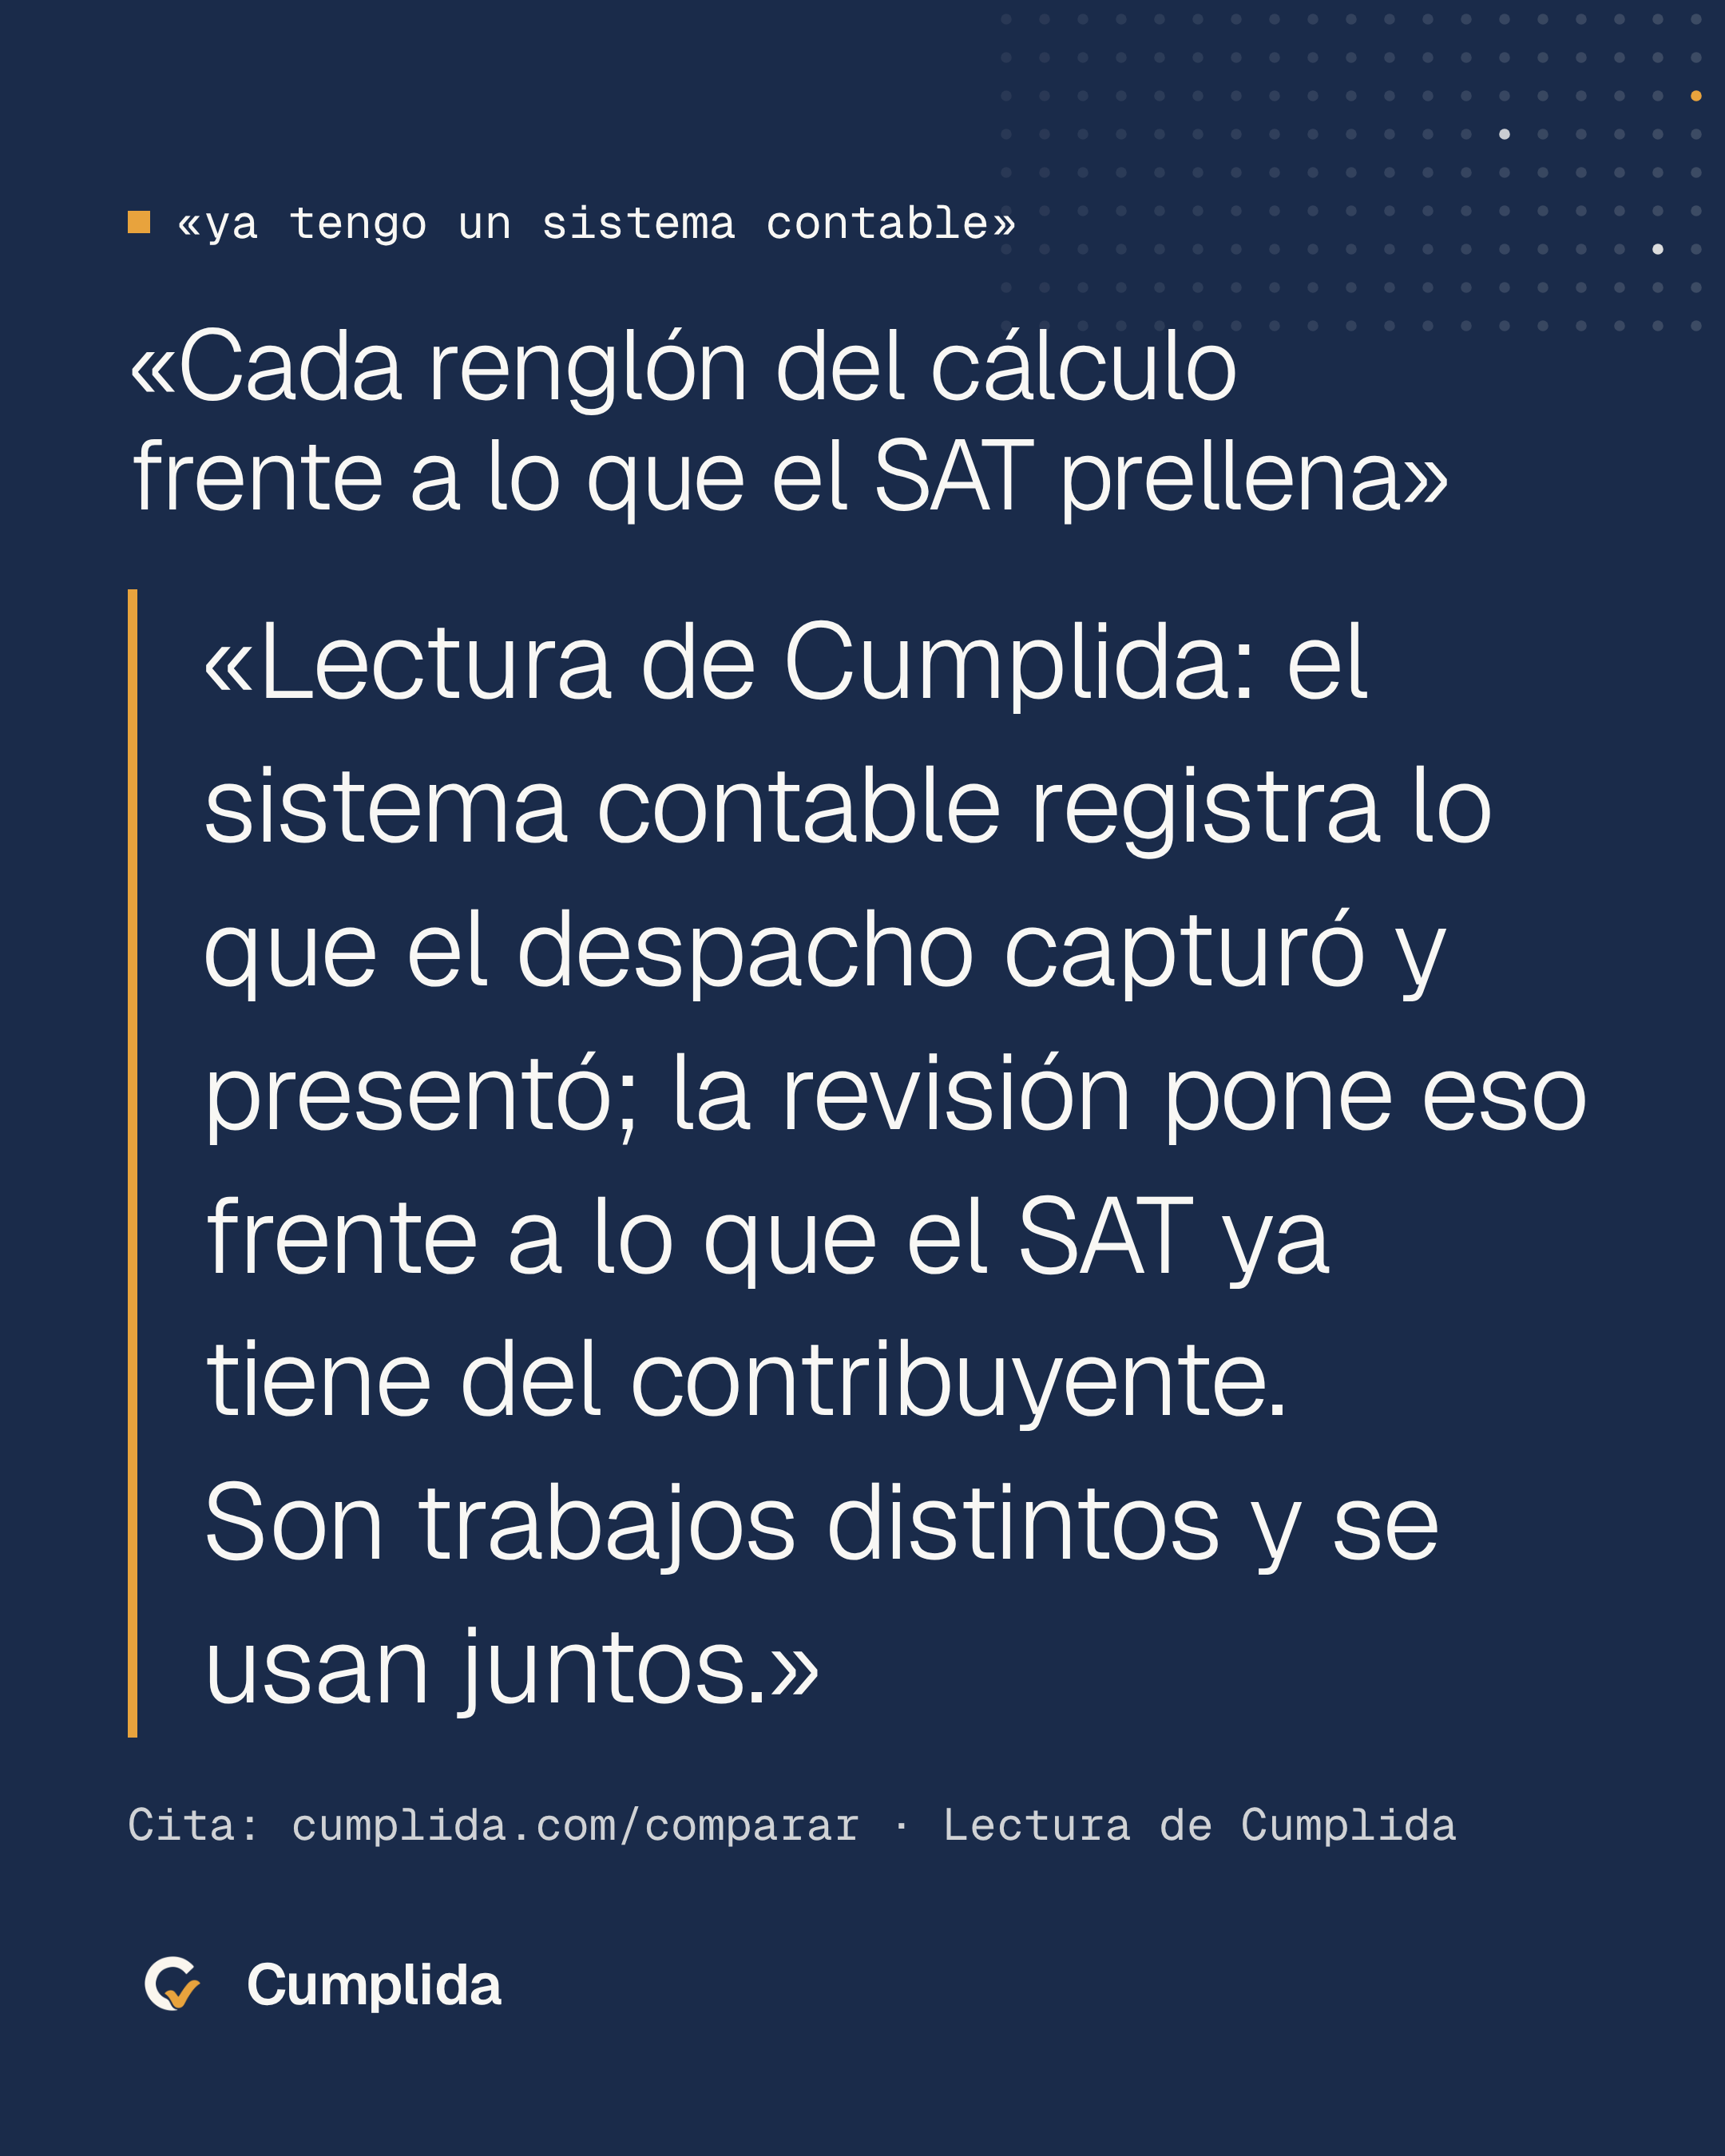 «ya tengo un sistema contable»
«Cada renglón del cálculo
frente a lo que el SAT prellena»
«Lectura de Cumplida: el
sistema contable registra lo
que el despacho capturó y
presentó; la revisión pone eso
frente a lo que el SAT ya
tiene del contribuyente.
Son trabajos distintos y se
usan juntos.»
Cita: cumplida.com/comparar · Lectura de Cumplida
Cumplida